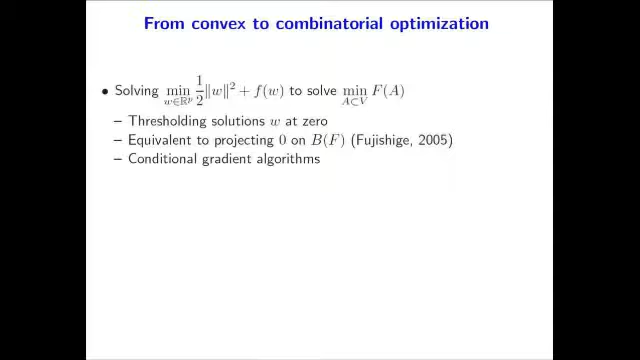 From convex to combinatorial optimization
• Solving min_{w∈ℝ^p} 1/2 ‖w‖² + f(w) to solve min_{A⊂V} F(A)
– Thresholding solutions w at zero
– Equivalent to projecting 0 on B(F) (Fujishige, 2005)
– Conditional gradient algorithms